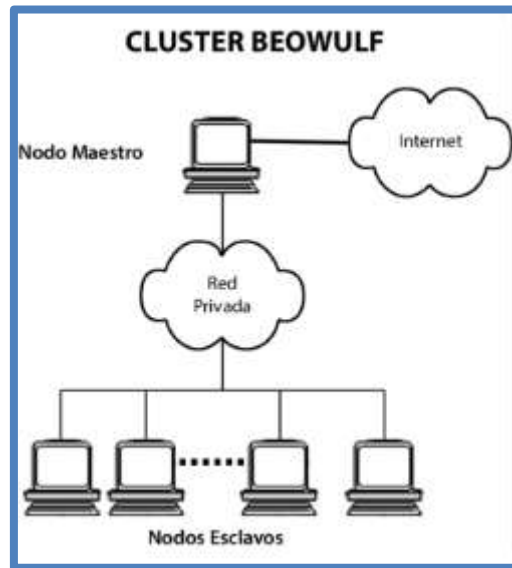 CLUSTER BEOWULF
Nodo Maestro
Internet
Red
Privada
Nodos Esclavos